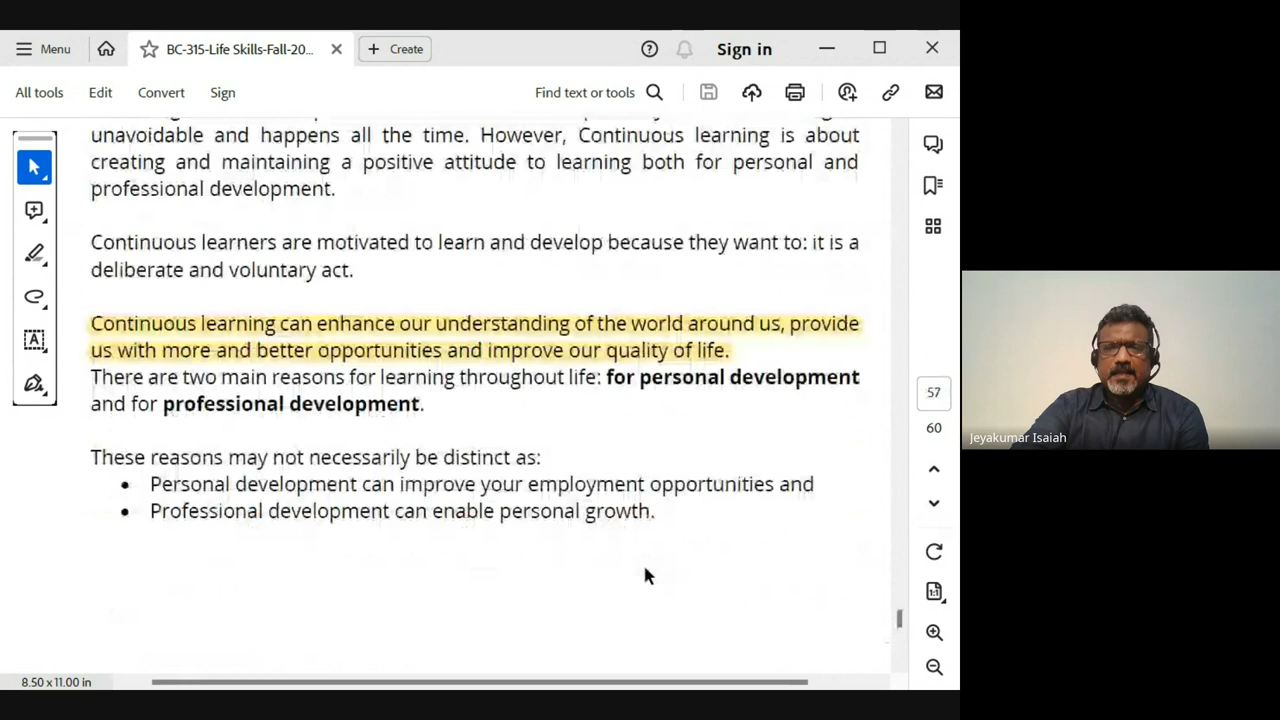 Menu
BC-315-Life Skills-Fall-20...
Create
Sign in
All tools
Edit
Convert
Sign
Find text or tools
unavoidable and happens all the time. However, Continuous learning is about
creating and maintaining a positive attitude to learning both for personal and
professional development.
Continuous learners are motivated to learn and develop because they want to: it is a
deliberate and voluntary act.
Continuous learning can enhance our understanding of the world around us, provide
us with more and better opportunities and improve our quality of life.
There are two main reasons for learning throughout life: for personal development
and for professional development.
These reasons may not necessarily be distinct as:
• Personal development can improve your employment opportunities and
• Professional development can enable personal growth.
57
60
1:1
8.50 x 11.00 in
Jeyakumar Isaiah